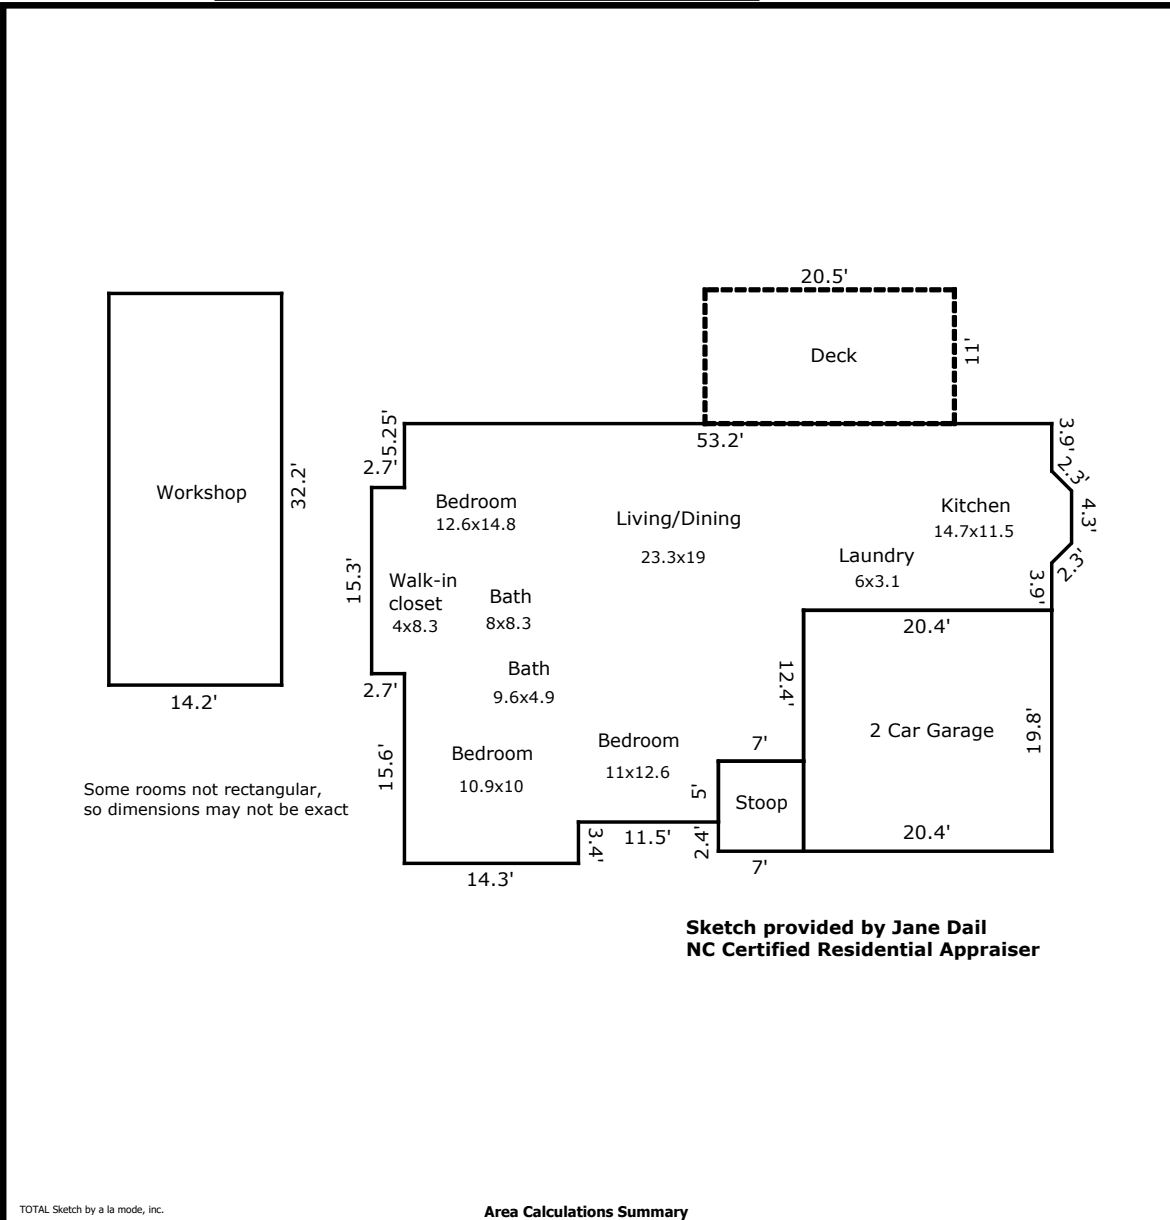 20.5'
Deck
11'
5.25'
53.2'
3.9'
2.7'
2.3'
Workshop
32.2'
Bedroom
12.6x14.8
Living/Dining
23.3x19
Kitchen
14.7x11.5
4.3'
Laundry
6x3.1
2.3'
15.3'
Walk-in
closet
4x8.3
Bath
8x8.3
3.9'
20.4'
Bath
9.6x4.9
2.7'
12.4'
14.2'
15.6'
Bedroom
10.9x10
Bedroom
11x12.6
7'
2 Car Garage
19.8'
Some rooms not rectangular,
so dimensions may not be exact
5'
Stoop
3.4'
11.5'
2.4'
20.4'
7'
14.3'
Sketch provided by Jane Dail
NC Certified Residential Appraiser
TOTAL Sketch by a la mode, inc.
Area Calculations Summary